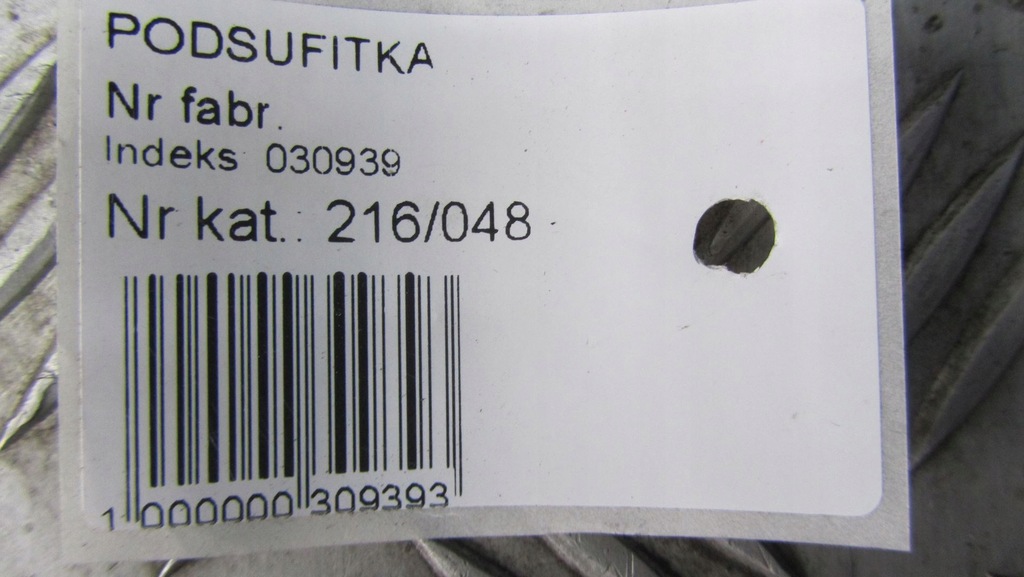 PODSUFITKA
Nr fabr.
Indeks 030939
Nr kat.: 216/048
1 000000 309393